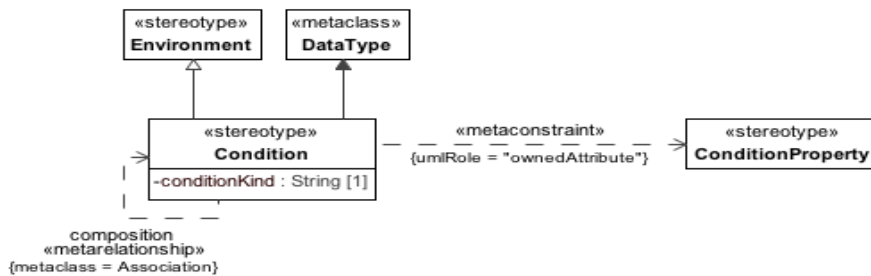 «stereotype»
Environment
«metaclass»
DataType
«stereotype»
Condition
-conditionKind : String [1]
«metaconstraint»
{umlRole = "ownedAttribute"}
«stereotype»
ConditionProperty
composition
«metarelationship»
{metaclass = Association}